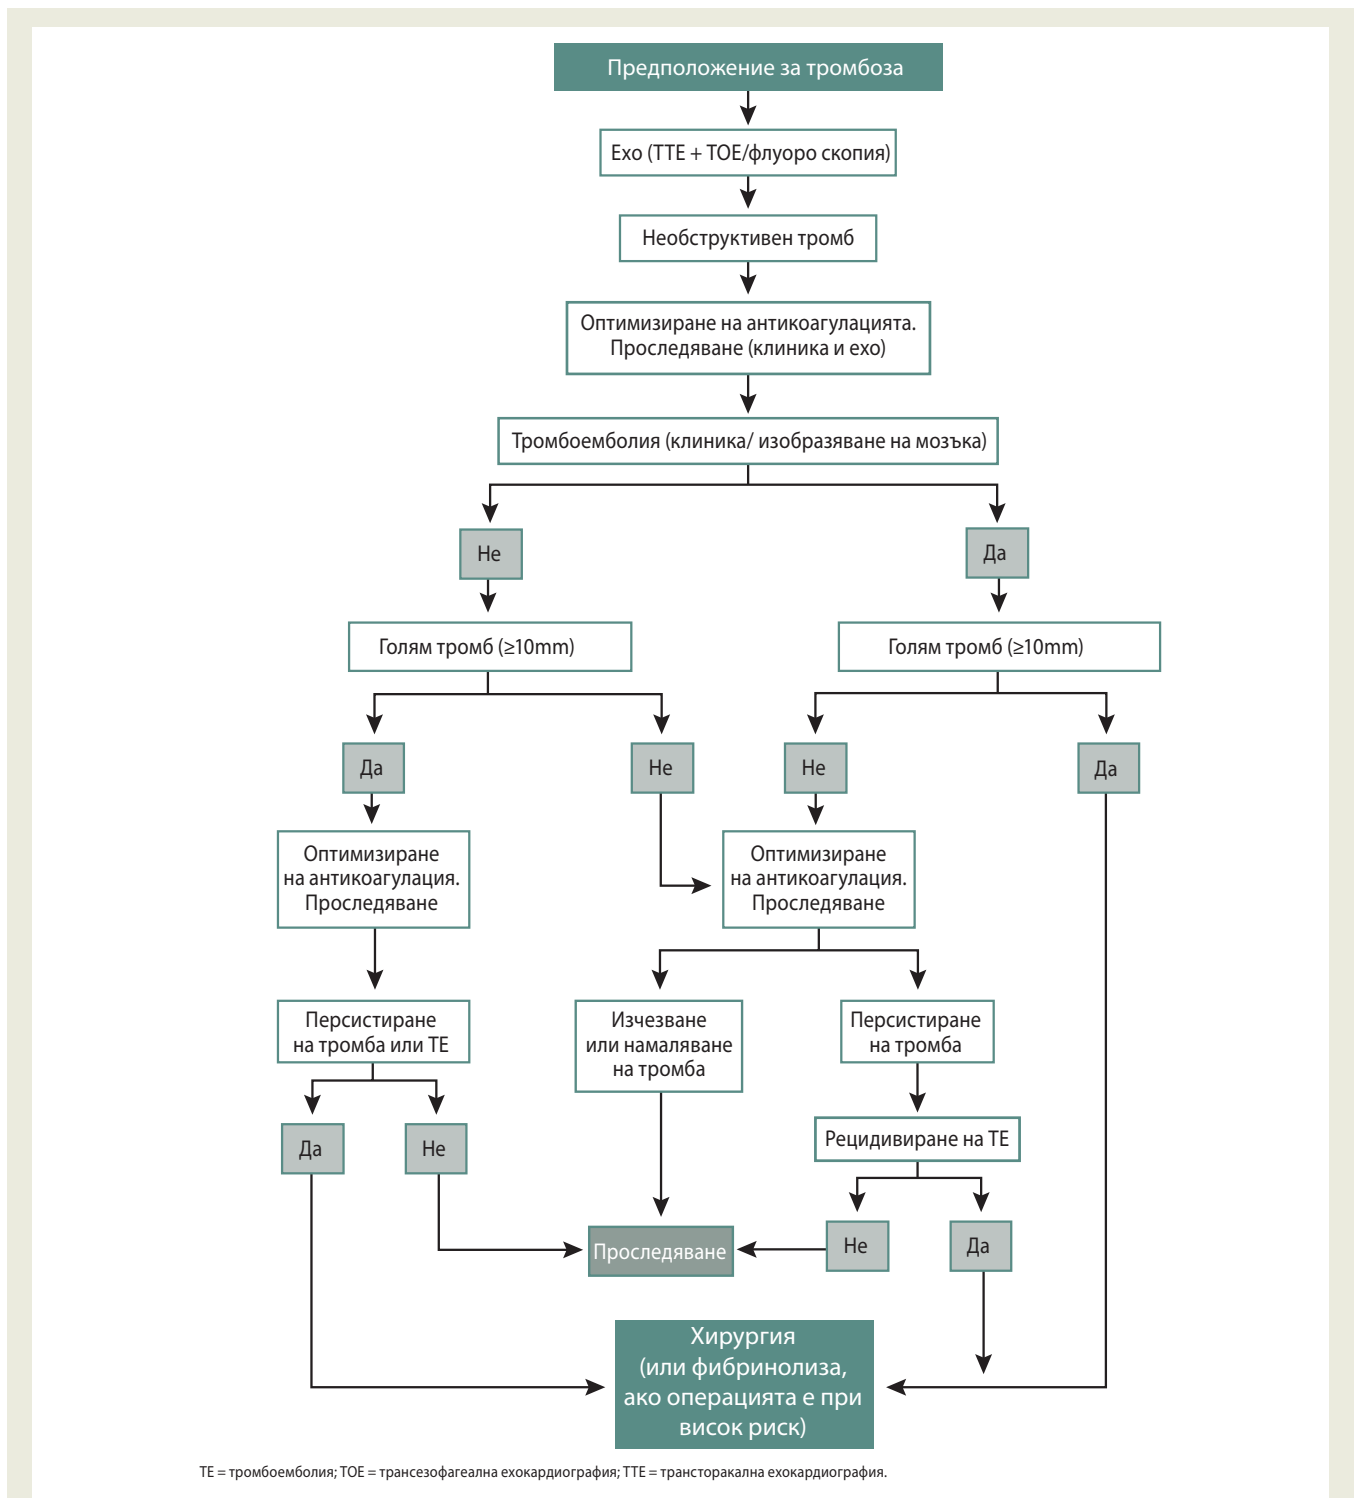 Предположение за тромбоза
Ехо (ТТЕ + ТОЕ/флуоро скопия)
Необструктивен тромб
Оптимизиране на антикоагулацията.
Проследяване (клиника и ехо)
Тромбоемболия (клиника/ изобразяване на мозъка)
Не
Да
Голям тромб (≥10mm)
Голям тромб (≥10mm)
Да
Не
Не
Да
Оптимизиране
на антикоагулация.
Проследяване
Оптимизиране
на антикоагулация.
Проследяване
Персистиране
на тромба или ТЕ
Изчезване
или намаляване
на тромба
Персистиране
на тромба
Рецидивиране на ТЕ
Да
Не
Не
Да
Проследяване
Хирургия
(или фибринолиза,
ако операцията е при
висок риск)
ТЕ = тромбоемболия; ТОЕ = трансезофагеална ехокардиография; ТТЕ = трансторакална ехокардиография.